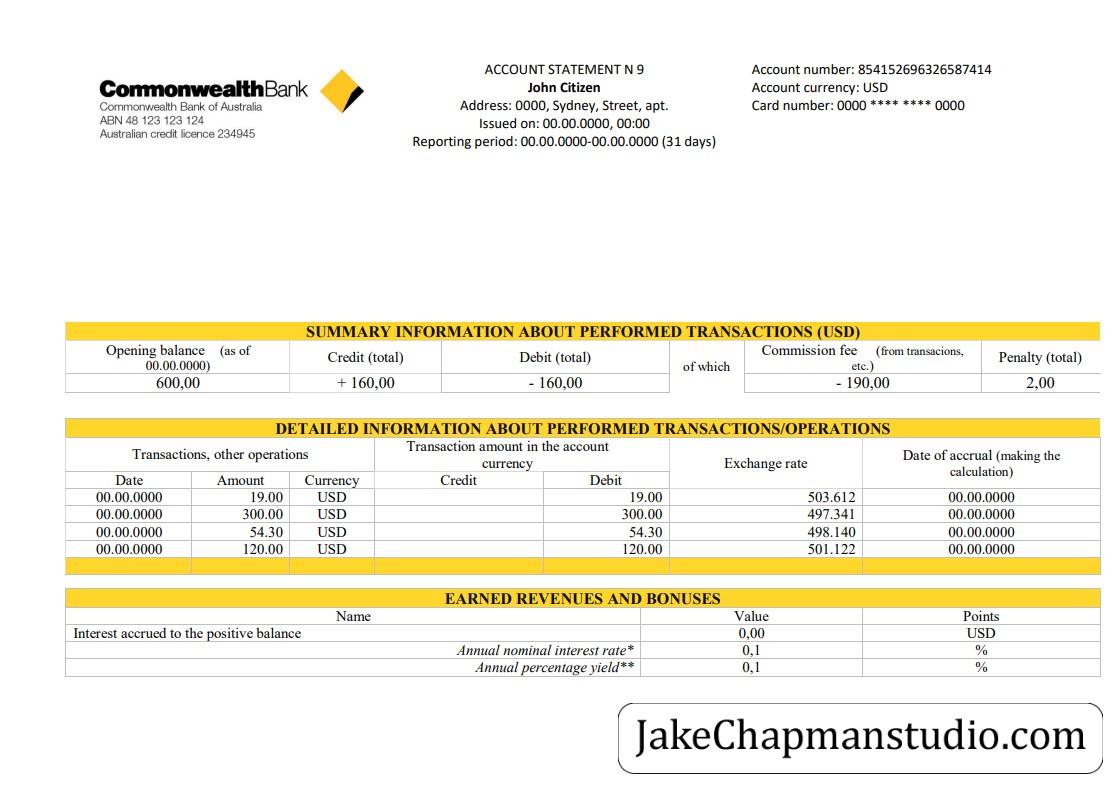 CommonwealthBank
Commonwealth Bank of Australia
ABN 48 123 123 124
Australian credit licence 234945
ACCOUNT STATEMENT N 9
John Citizen
Address: 0000, Sydney, Street, apt.
Issued on: 00.00.0000, 00:00
Reporting period: 00.00.0000-00.00.0000 (31 days)
Account number: 854152696326587414
Account currency: USD
Card number: 0000 **** **** 0000
SUMMARY INFORMATION ABOUT PERFORMED TRANSACTIONS (USD)
Opening balance (as of
00.00.0000)
Credit (total)
Debit (total)
of which
Commission fee (from transacions,
etc.)
Penalty (total)
600,00 + 160,00 - 160,00 - 190,00 2,00
DETAILED INFORMATION ABOUT PERFORMED TRANSACTIONS/OPERATIONS
Transactions, other operations
Transaction amount in the account
currency
Exchange rate
Date of accrual (making the
calculation)
Date Amount Currency Credit Debit
00.00.0000 19.00 USD 19.00 503.612 00.00.0000
00.00.0000 300.00 USD 300.00 497.341 00.00.0000
00.00.0000 54.30 USD 54.30 498.140 00.00.0000
00.00.0000 120.00 USD 120.00 501.122 00.00.0000
EARNED REVENUES AND BONUSES
Name Value Points
Interest accrued to the positive balance 0,00 USD
Annual nominal interest rate* 0,1 %
Annual percentage yield** 0,1 %
JakeChapmanstudio.com